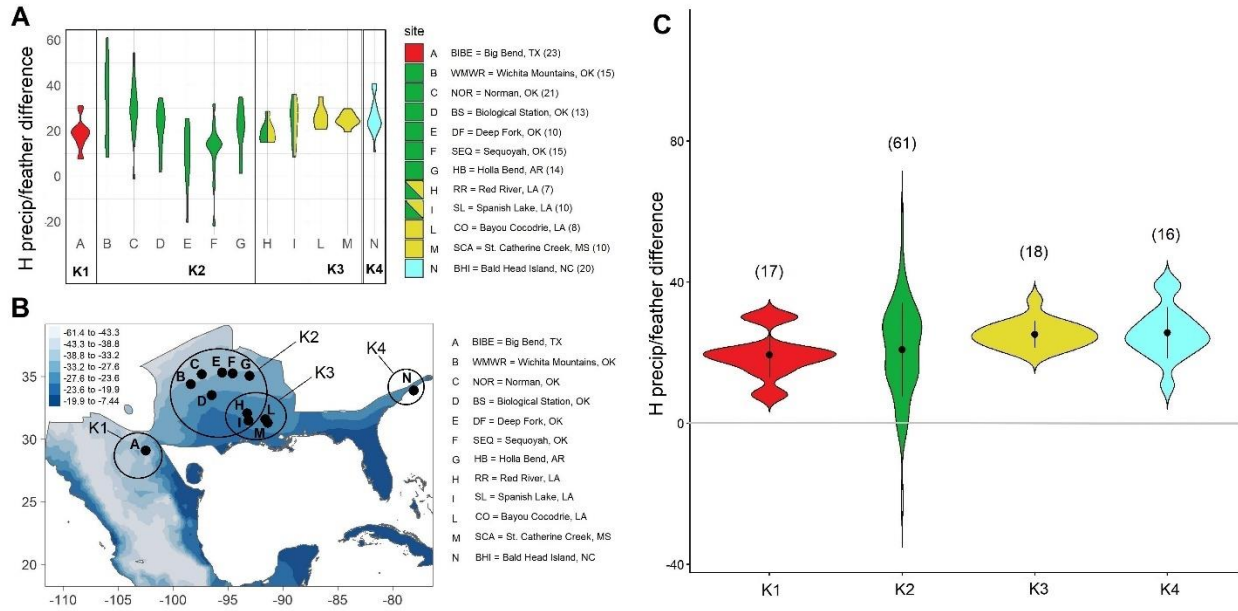 A
H precip/feather difference
60
40
20
0
-20
A B C D E F G H I L M N
K1 K2 K3 K4
site
A BIBE = Big Bend, TX (23)
B WMWR = Wichita Mountains, OK (15)
C NOR = Norman, OK (21)
D BS = Biological Station, OK (13)
E DF = Deep Fork, OK (10)
F SEQ = Sequoyah, OK (15)
G HB = Holla Bend, AR (14)
H RR = Red River, LA (7)
I SL = Spanish Lake, LA (10)
L CO = Bayou Cocodrie, LA (8)
M SCA = St. Catherine Creek, MS (10)
N BHI = Bald Head Island, NC (20)
B
-61.4 to -43.3
-43.3 to -38.8
-38.8 to -33.2
-33.2 to -27.6
-27.6 to -23.6
-23.6 to -19.9
-19.9 to -7.44
K2
K4
K3
K1
C E F G
B
D
H L
I M
A
N
35
30
25
20
-110 -105 -100 -95 -90 -85 -80
A BIBE = Big Bend, TX
B WMWR = Wichita Mountains, OK
C NOR = Norman, OK
D BS = Biological Station, OK
E DF = Deep Fork, OK
F SEQ = Sequoyah, OK
G HB = Holla Bend, AR
H RR = Red River, LA
I SL = Spanish Lake, LA
L CO = Bayou Cocodrie, LA
M SCA = St. Catherine Creek, MS
N BHI = Bald Head Island, NC
C
H precip/feather difference
80
40
0
-40
(17) (61) (18) (16)
K1 K2 K3 K4